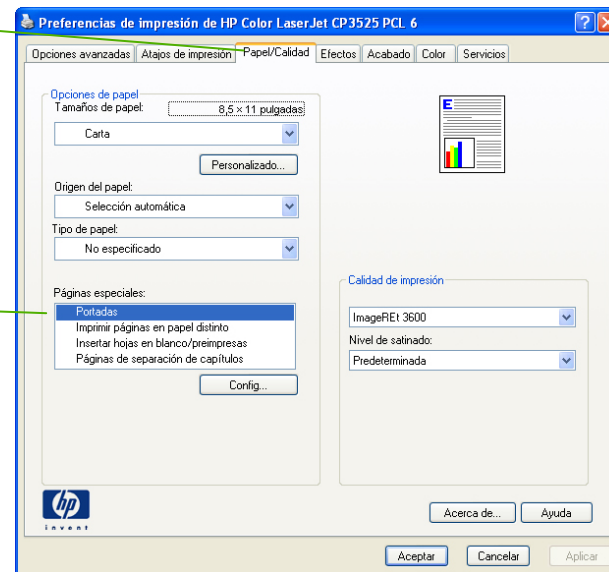 Preferencias de impresión de HP Color LaserJet CP3525 PCL 6
Opciones avanzadas Atajos de impresión Papel/Calidad Efectos Acabado Color Servicios
Opciones de papel
Tamaños de papel: 8,5 × 11 pulgadas
Carta
Personalizado...
Origen del papel:
Selección automática
Tipo de papel:
No especificado
Páginas especiales:
Portadas
Imprimir páginas en papel distinto
Insertar hojas en blanco/preimpresas
Páginas de separación de capítulos
Config...
E
Calidad de impresión
ImageREt 3600
Nivel de satinado:
Predeterminada
hp
invent
Acerca de... Ayuda
Aceptar Cancelar Aplicar